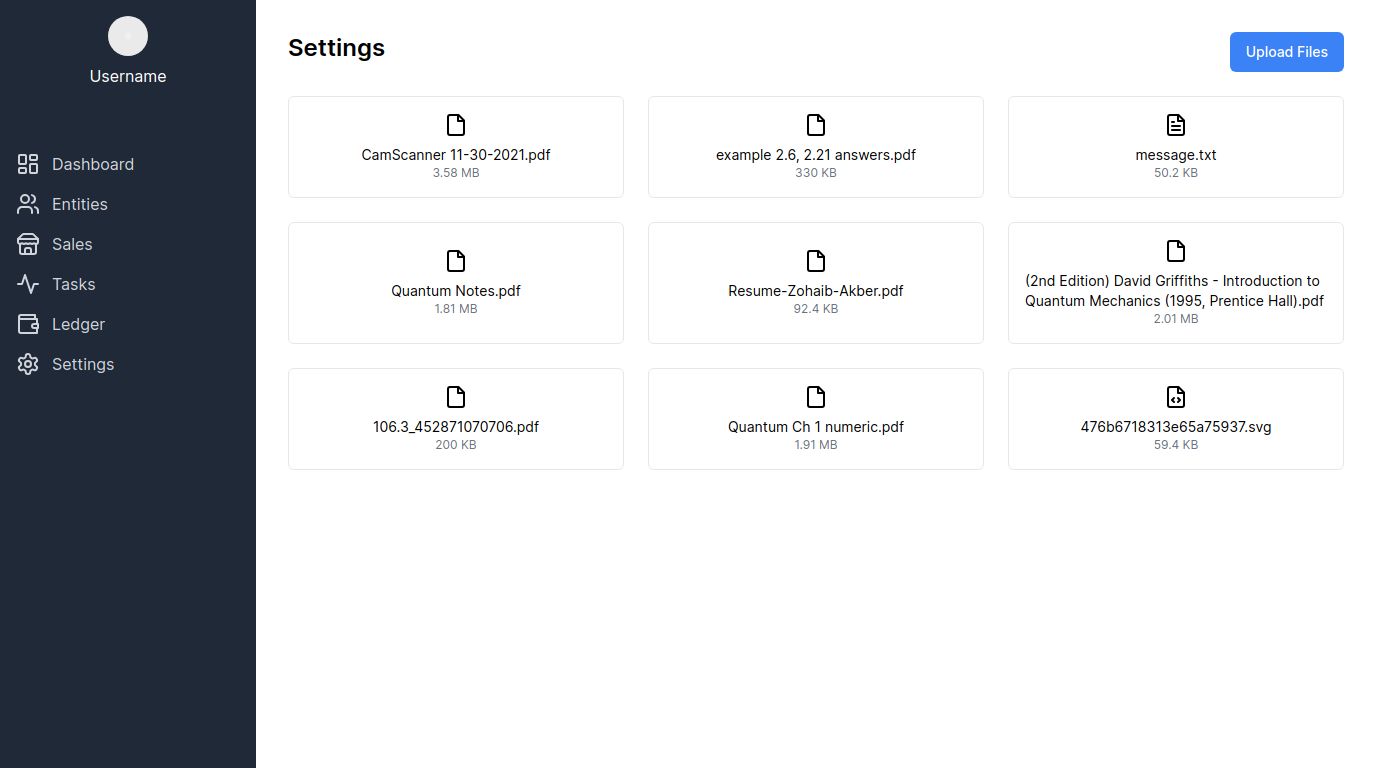 Username
Dashboard
Entities
Sales
Tasks
Ledger
Settings
Settings
Upload Files
CamScanner 11-30-2021.pdf
3.58 MB
example 2.6, 2.21 answers.pdf
330 KB
message.txt
50.2 KB
Quantum Notes.pdf
1.81 MB
Resume-Zohaib-Akber.pdf
92.4 KB
(2nd Edition) David Griffiths - Introduction to
Quantum Mechanics (1995, Prentice Hall).pdf
2.01 MB
106.3_452871070706.pdf
200 KB
Quantum Ch 1 numeric.pdf
1.91 MB
476b6718313e65a75937.svg
59.4 KB